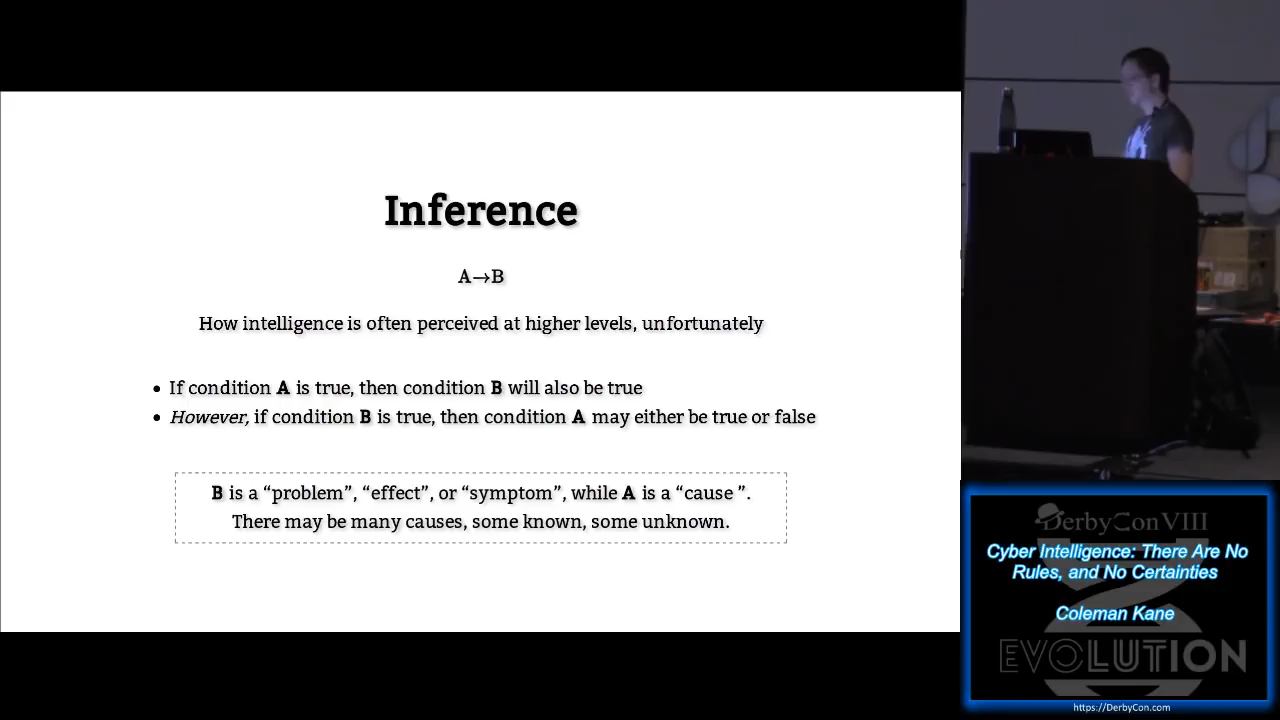 Inference
A→B
How intelligence is often perceived at higher levels, unfortunately
• If condition A is true, then condition B will also be true
• However, if condition B is true, then condition A may either be true or false
B is a “problem”, “effect”, or “symptom”, while A is a “cause ”.
There may be many causes, some known, some unknown.
DerbyCon VIII
Cyber Intelligence: There Are No
Rules, and No Certainties
Coleman Kane
EVOLUTION
https://DerbyCon.com